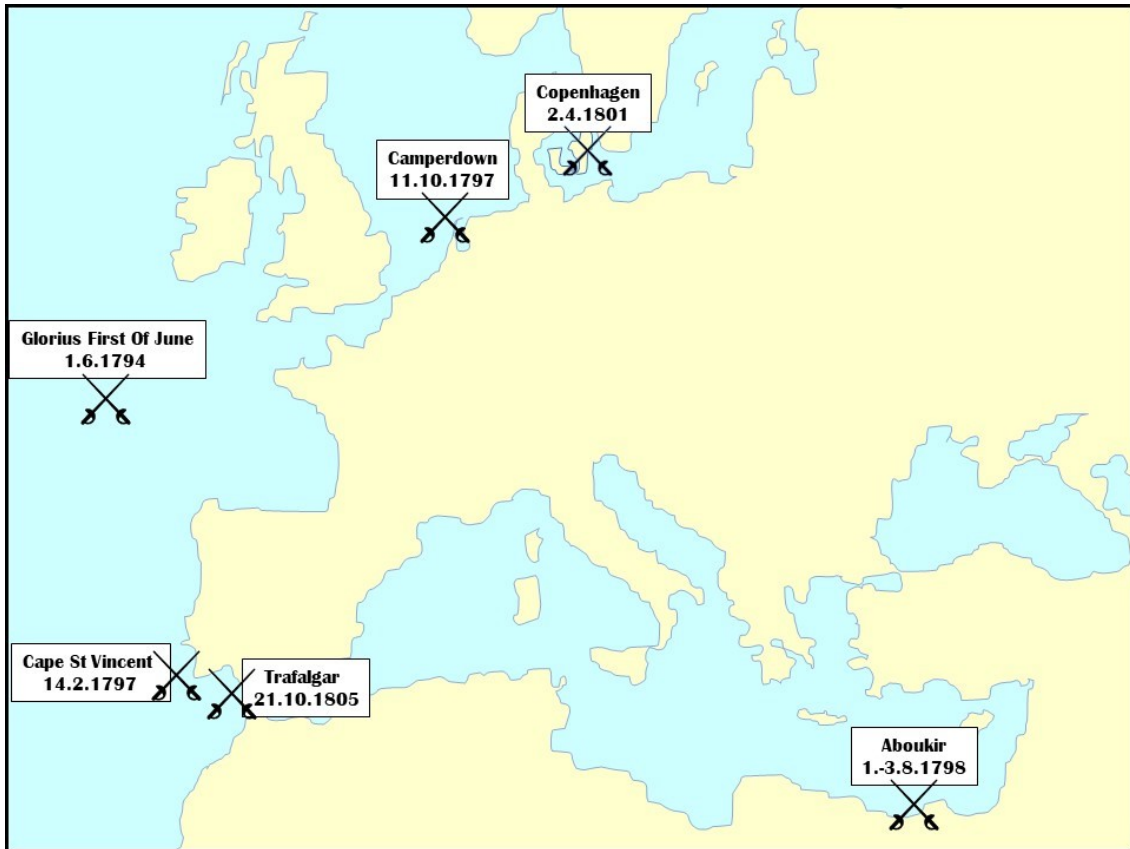 Copenhagen
2.4.1801
Camperdown
11.10.1797
Glorius First Of June
1.6.1794
Cape St Vincent
14.2.1797
Trafalgar
21.10.1805
Aboukir
1.-3.8.1798